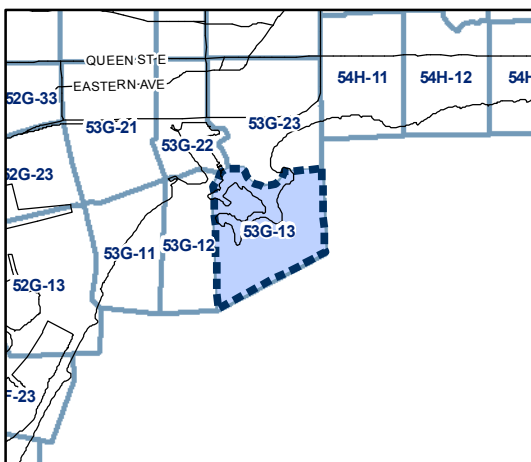 QUEEN ST E
EASTERN AVE
52G-33
53G-21
53G-22
53G-23
54H-11
54H-12
54H
52G-23
53G-11
53G-12
53G-13
52G-13
F-23